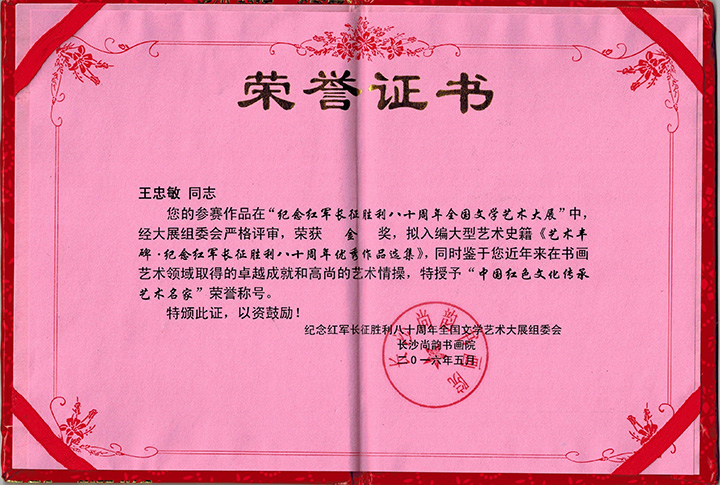 荣誉证书
王忠敏 同志
您的参赛作品在“纪念红军长征胜利八十周年全国文学艺术大展”中，
经大展组委会严格评审，荣获 金 奖，拟入编大型艺术史籍《艺术丰
碑·纪念红军长征胜利八十周年优秀作品选集》，同时鉴于您近年来在书画
艺术领域取得的卓越成就和高尚的艺术情操，特授予“中国红色文化传承
艺术名家”荣誉称号。
特颁此证，以资鼓励！
纪念红军长征胜利八十周年全国文学艺术大展组委会
长沙尚韵书画院
二〇一六年五月
长沙尚韵书画院